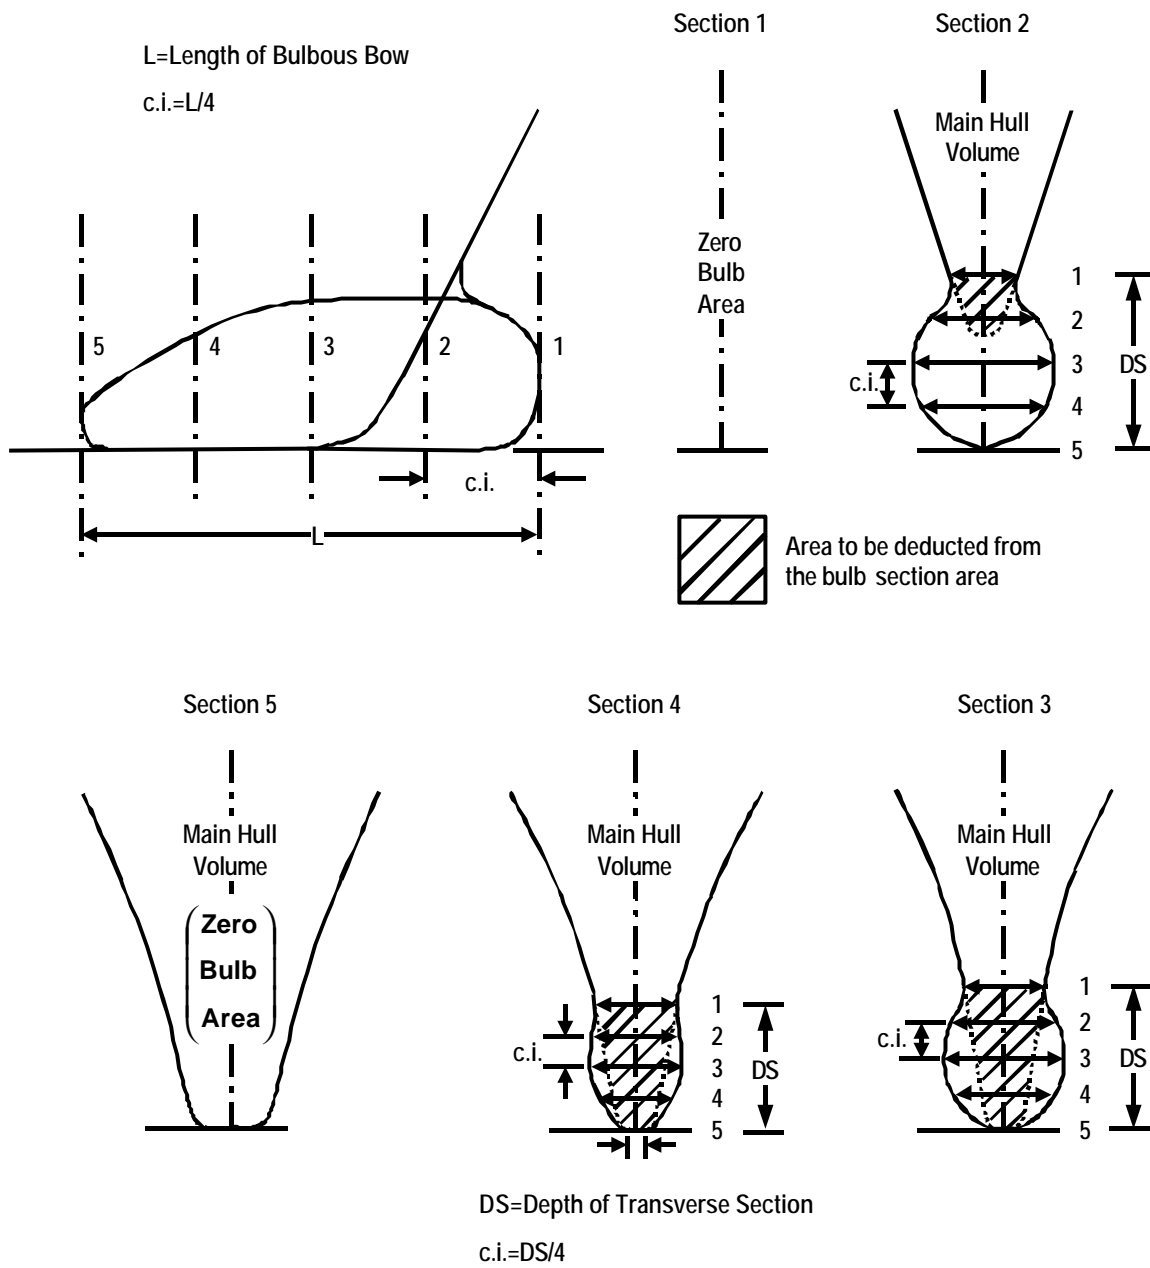 Section 1
Section 2
L=Length of Bulbous Bow
c.i.=L/4
Main Hull
Volume
Zero
Bulb
Area
5
4
3
2
1
c.i.
L
1
2
3
4
5
c.i.
DS
Area to be deducted from
the bulb section area
Section 5
Section 4
Section 3
Main Hull
Volume
Zero
Bulb
Area
Main Hull
Volume
1
2
3
4
5
c.i.
DS
Main Hull
Volume
1
2
3
4
5
c.i.
DS
DS=Depth of Transverse Section
c.i.=DS/4